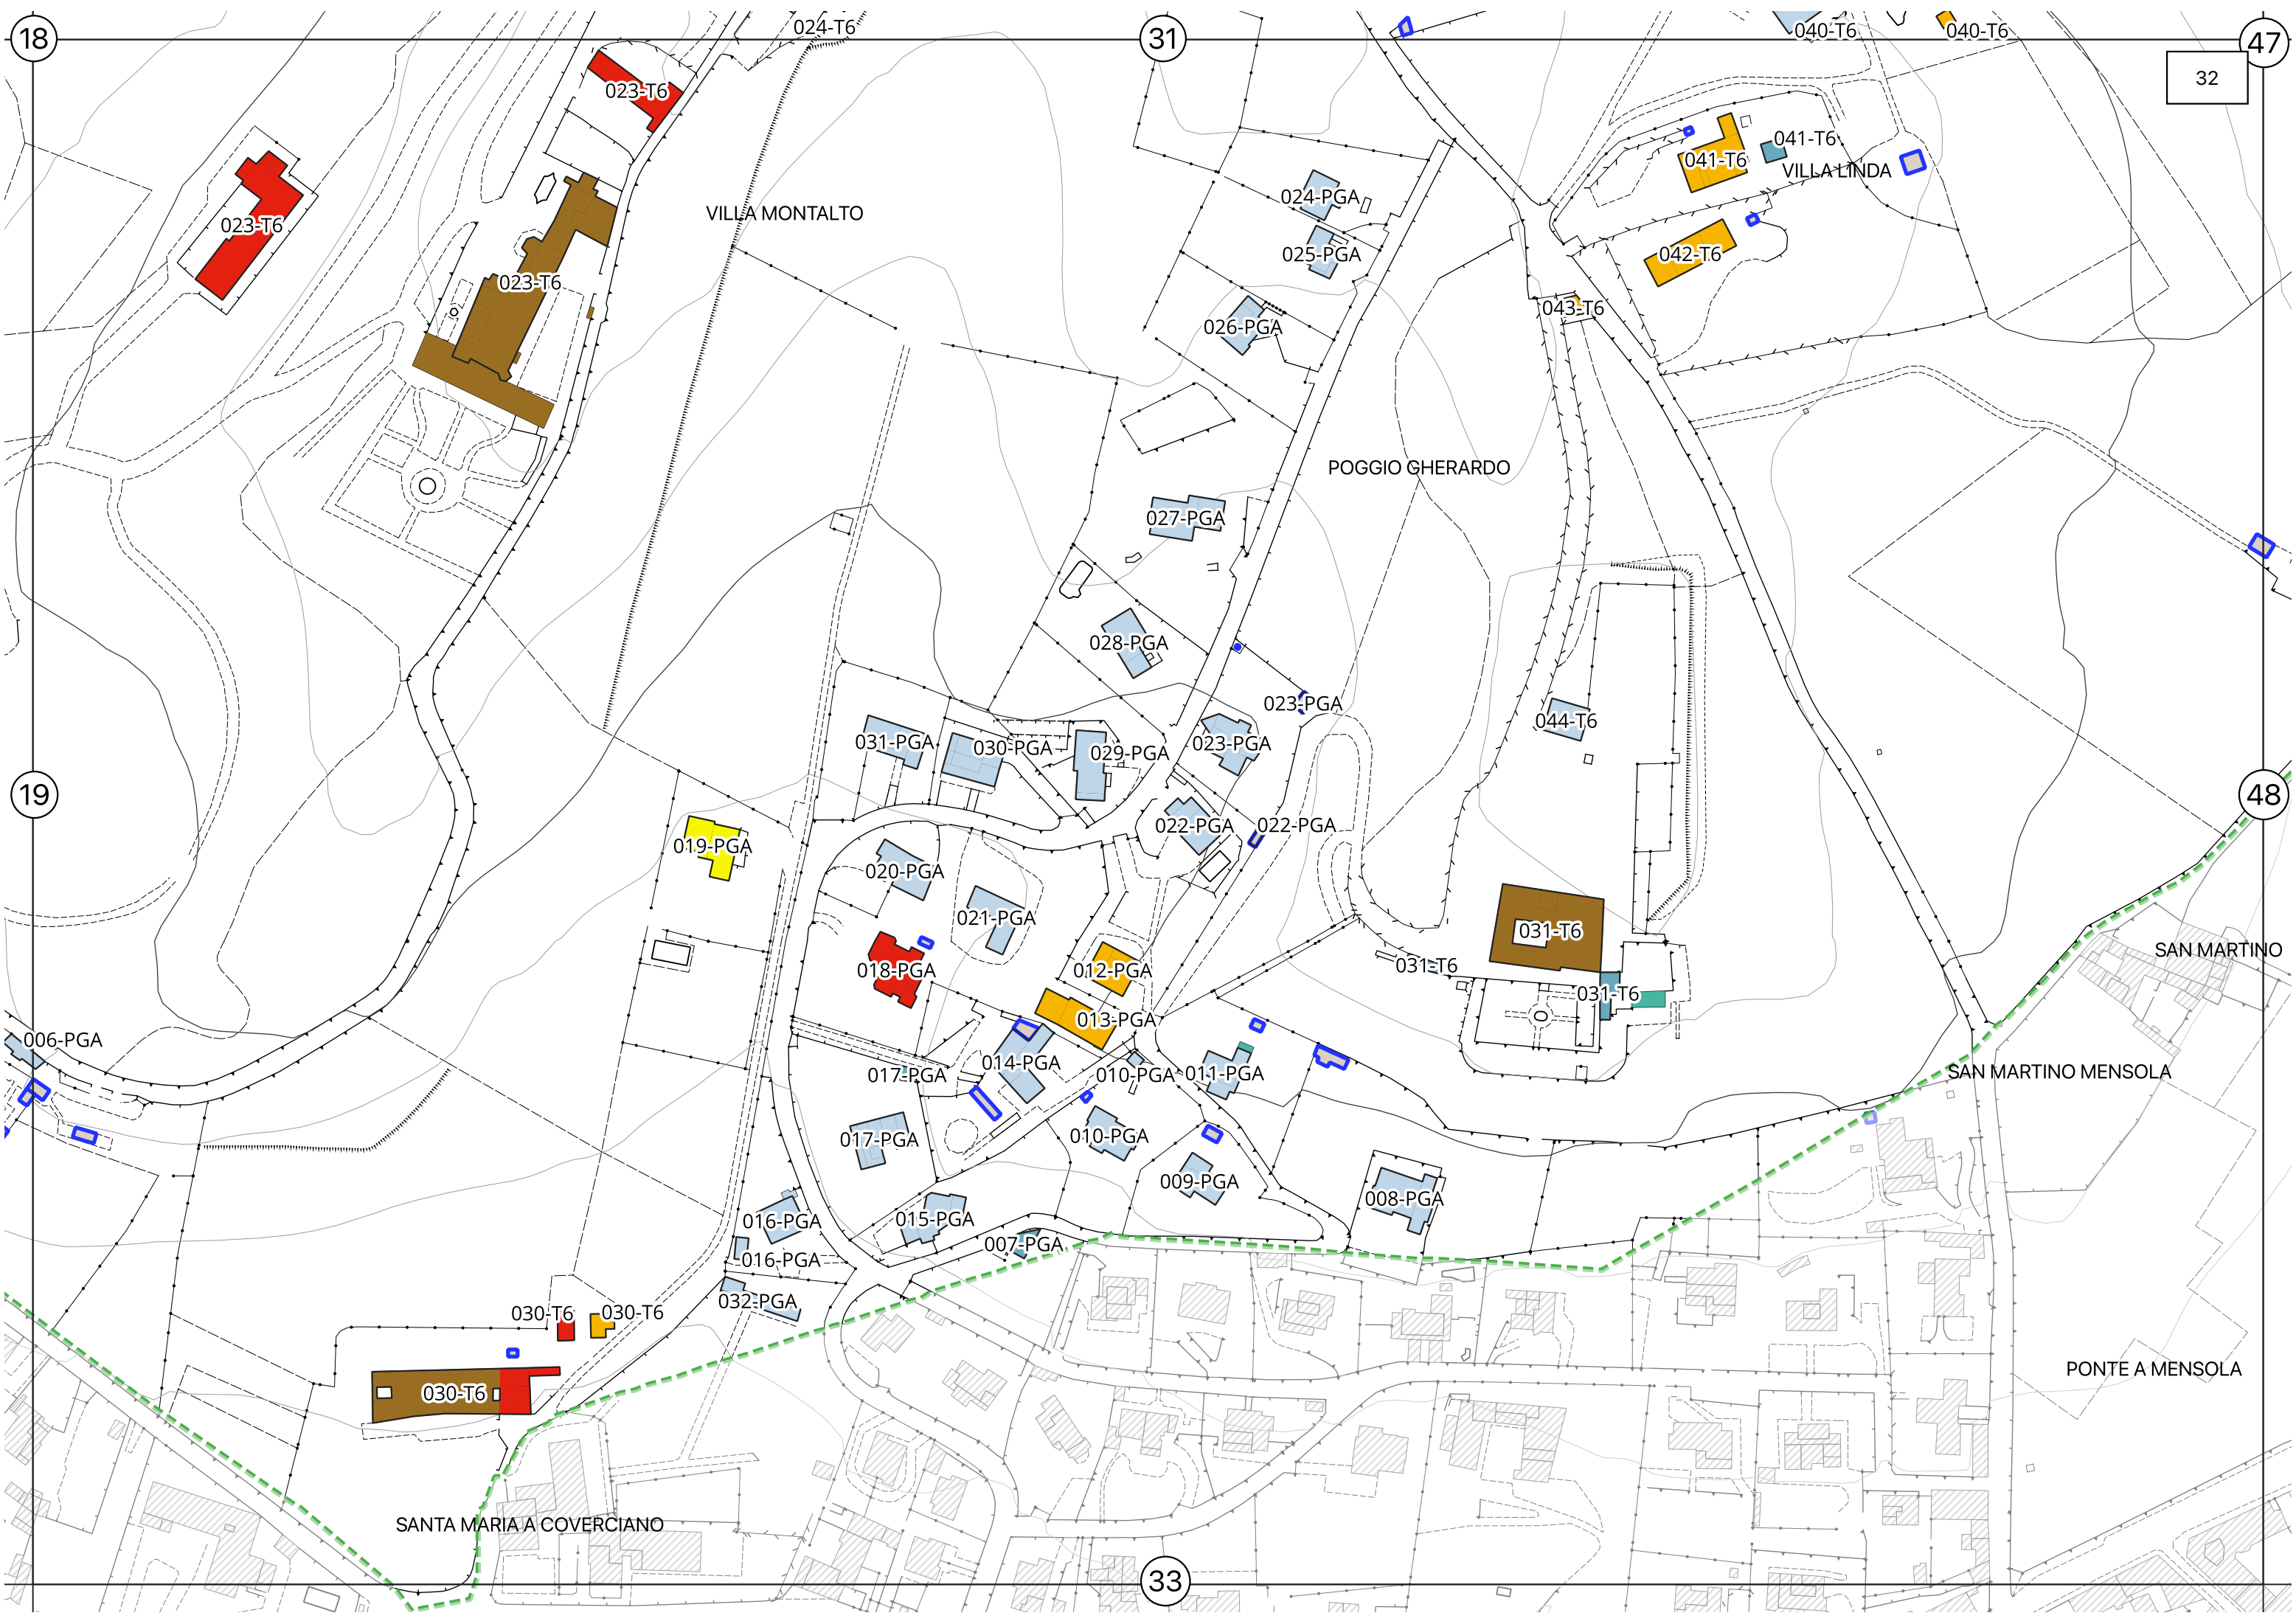 18
024-T6
31
040-T6
040-T6
47
32
023-T6
041-T6
041-T6
VILLA LINDA
024-PGA
VILLA MONTALTO
023-T6
025-PGA
042-T6
023-T6
043-T6
026-PGA
POGGIO GHERARDO
027-PGA
028-PGA
023-PGA
044-T6
031-PGA
030-PGA
029-PGA
023-PGA
19
48
022-PGA
022-PGA
019-PGA
020-PGA
021-PGA
031-T6
SAN MARTINO
018-PGA
012-PGA
031-T6
031-T6
013-PGA
006-PGA
014-PGA
017-PGA
010-PGA
011-PGA
SAN MARTINO MENSOLA
017-PGA
010-PGA
009-PGA
008-PGA
016-PGA
015-PGA
007-PGA
016-PGA
032-PGA
030-T6
030-T6
PONTE A MENSOLA
030-T6
SANTA MARIA A COVERCIANO
33